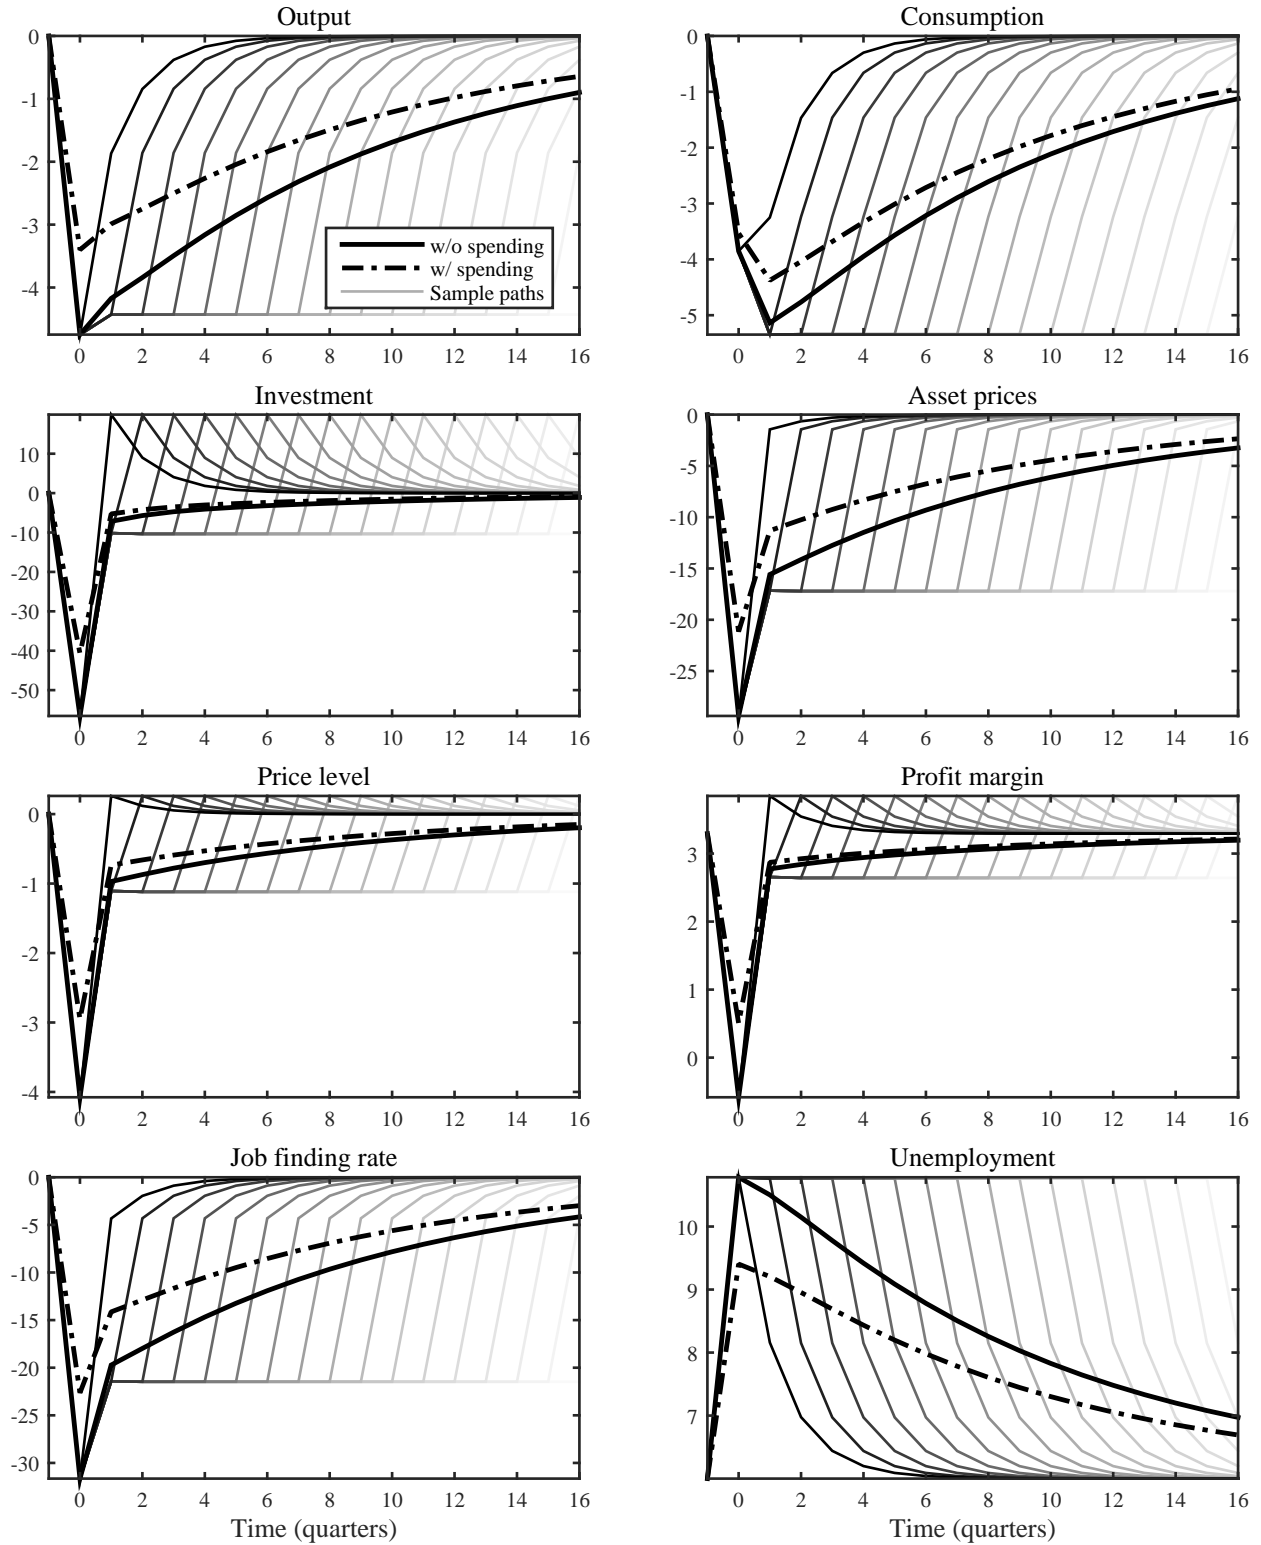 Output
0
-1
-2
-3
-4
w/o spending
w/ spending
Sample paths
0 2 4 6 8 10 12 14 16
Consumption
0
-1
-2
-3
-4
-5
0 2 4 6 8 10 12 14 16
Investment
10
0
-10
-20
-30
-40
-50
0 2 4 6 8 10 12 14 16
Asset prices
0
-5
-10
-15
-20
-25
0 2 4 6 8 10 12 14 16
Price level
0
-1
-2
-3
-4
0 2 4 6 8 10 12 14 16
Profit margin
3
2
1
0
0 2 4 6 8 10 12 14 16
Job finding rate
0
-5
-10
-15
-20
-25
-30
0 2 4 6 8 10 12 14 16
Time (quarters)
Unemployment
10
9
8
7
0 2 4 6 8 10 12 14 16
Time (quarters)